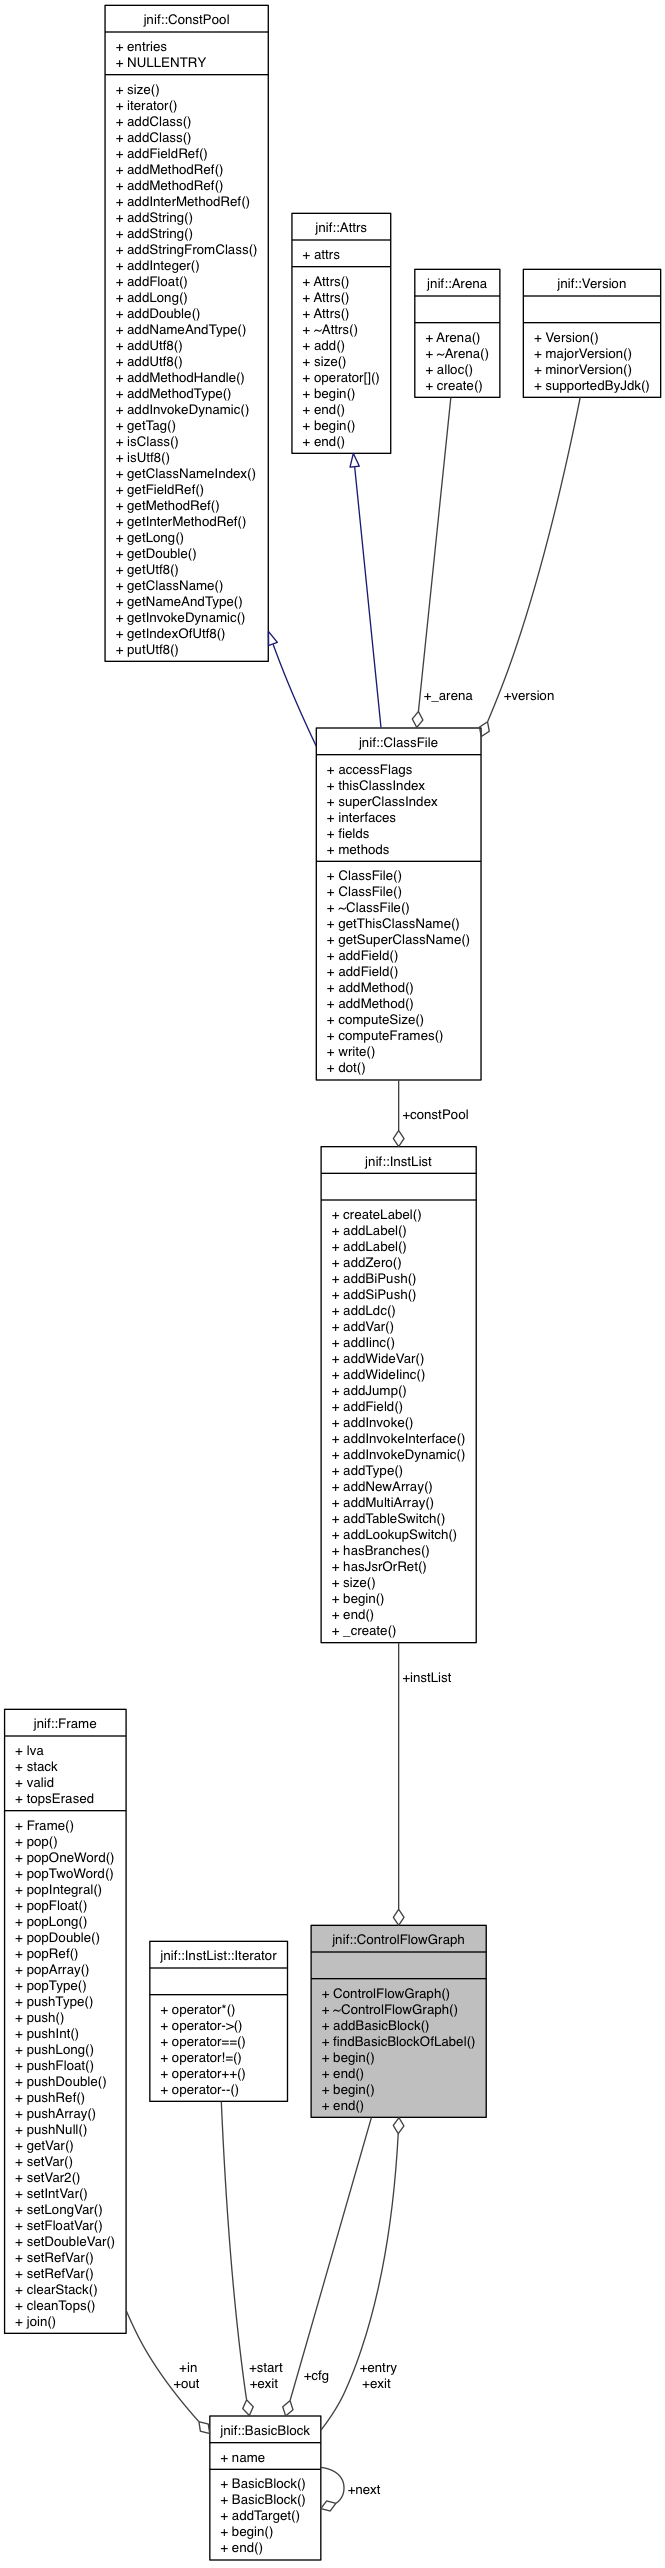 jnif::ConstPool
+ entries
+ NULLENTRY
+ size()
+ iterator()
+ addClass()
+ addClass()
+ addFieldRef()
+ addMethodRef()
+ addMethodRef()
+ addInterMethodRef()
+ addString()
+ addString()
+ addStringFromClass()
+ addInteger()
+ addFloat()
+ addLong()
+ addDouble()
+ addNameAndType()
+ addUtf8()
+ addUtf8()
+ addMethodHandle()
+ addMethodType()
+ addInvokeDynamic()
+ getTag()
+ isClass()
+ isUtf8()
+ getClassNameIndex()
+ getFieldRef()
+ getMethodRef()
+ getInterMethodRef()
+ getLong()
+ getDouble()
+ getUtf8()
+ getClassName()
+ getNameAndType()
+ getInvokeDynamic()
+ getIndexOfUtf8()
+ putUtf8()
jnif::Attrs
+ attrs
+ Attrs()
+ Attrs()
+ Attrs()
+ ~Attrs()
+ add()
+ size()
+ operator[]()
+ begin()
+ end()
+ begin()
+ end()
jnif::Arena
+ Arena()
+ ~Arena()
+ alloc()
+ create()
jnif::Version
+ Version()
+ majorVersion()
+ minorVersion()
+ supportedByJdk()
+_arena
+version
jnif::ClassFile
+ accessFlags
+ thisClassIndex
+ superClassIndex
+ interfaces
+ fields
+ methods
+ ClassFile()
+ ClassFile()
+ ~ClassFile()
+ getThisClassName()
+ getSuperClassName()
+ addField()
+ addField()
+ addMethod()
+ addMethod()
+ computeSize()
+ computeFrames()
+ write()
+ dot()
+constPool
jnif::InstList
+ createLabel()
+ addLabel()
+ addLabel()
+ addZero()
+ addBiPush()
+ addSiPush()
+ addLdc()
+ addVar()
+ addIinc()
+ addWideVar()
+ addWideIinc()
+ addJump()
+ addField()
+ addInvoke()
+ addInvokeInterface()
+ addInvokeDynamic()
+ addType()
+ addNewArray()
+ addMultiArray()
+ addTableSwitch()
+ addLookupSwitch()
+ hasBranches()
+ hasJsrOrRet()
+ size()
+ begin()
+ end()
+ _create()
+instList
jnif::Frame
+ lva
+ stack
+ valid
+ topsErased
+ Frame()
+ pop()
+ popOneWord()
+ popTwoWord()
+ popIntegral()
+ popFloat()
+ popLong()
+ popDouble()
+ popRef()
+ popArray()
+ popType()
+ pushType()
+ push()
+ pushInt()
+ pushLong()
+ pushFloat()
+ pushDouble()
+ pushRef()
+ pushArray()
+ pushNull()
+ getVar()
+ setVar()
+ setVar2()
+ setIntVar()
+ setLongVar()
+ setFloatVar()
+ setDoubleVar()
+ setRefVar()
+ setRefVar()
+ clearStack()
+ cleanTops()
+ join()
jnif::InstList::Iterator
+ operator*()
+ operator->()
+ operator==()
+ operator!=()
+ operator++()
+ operator--()
jnif::ControlFlowGraph
+ ControlFlowGraph()
+ ~ControlFlowGraph()
+ addBasicBlock()
+ findBasicBlockOfLabel()
+ begin()
+ end()
+ begin()
+ end()
+in
+out
+start
+exit
+cfg
+entry
+exit
jnif::BasicBlock
+ name
+ BasicBlock()
+ BasicBlock()
+ addTarget()
+ begin()
+ end()
+next